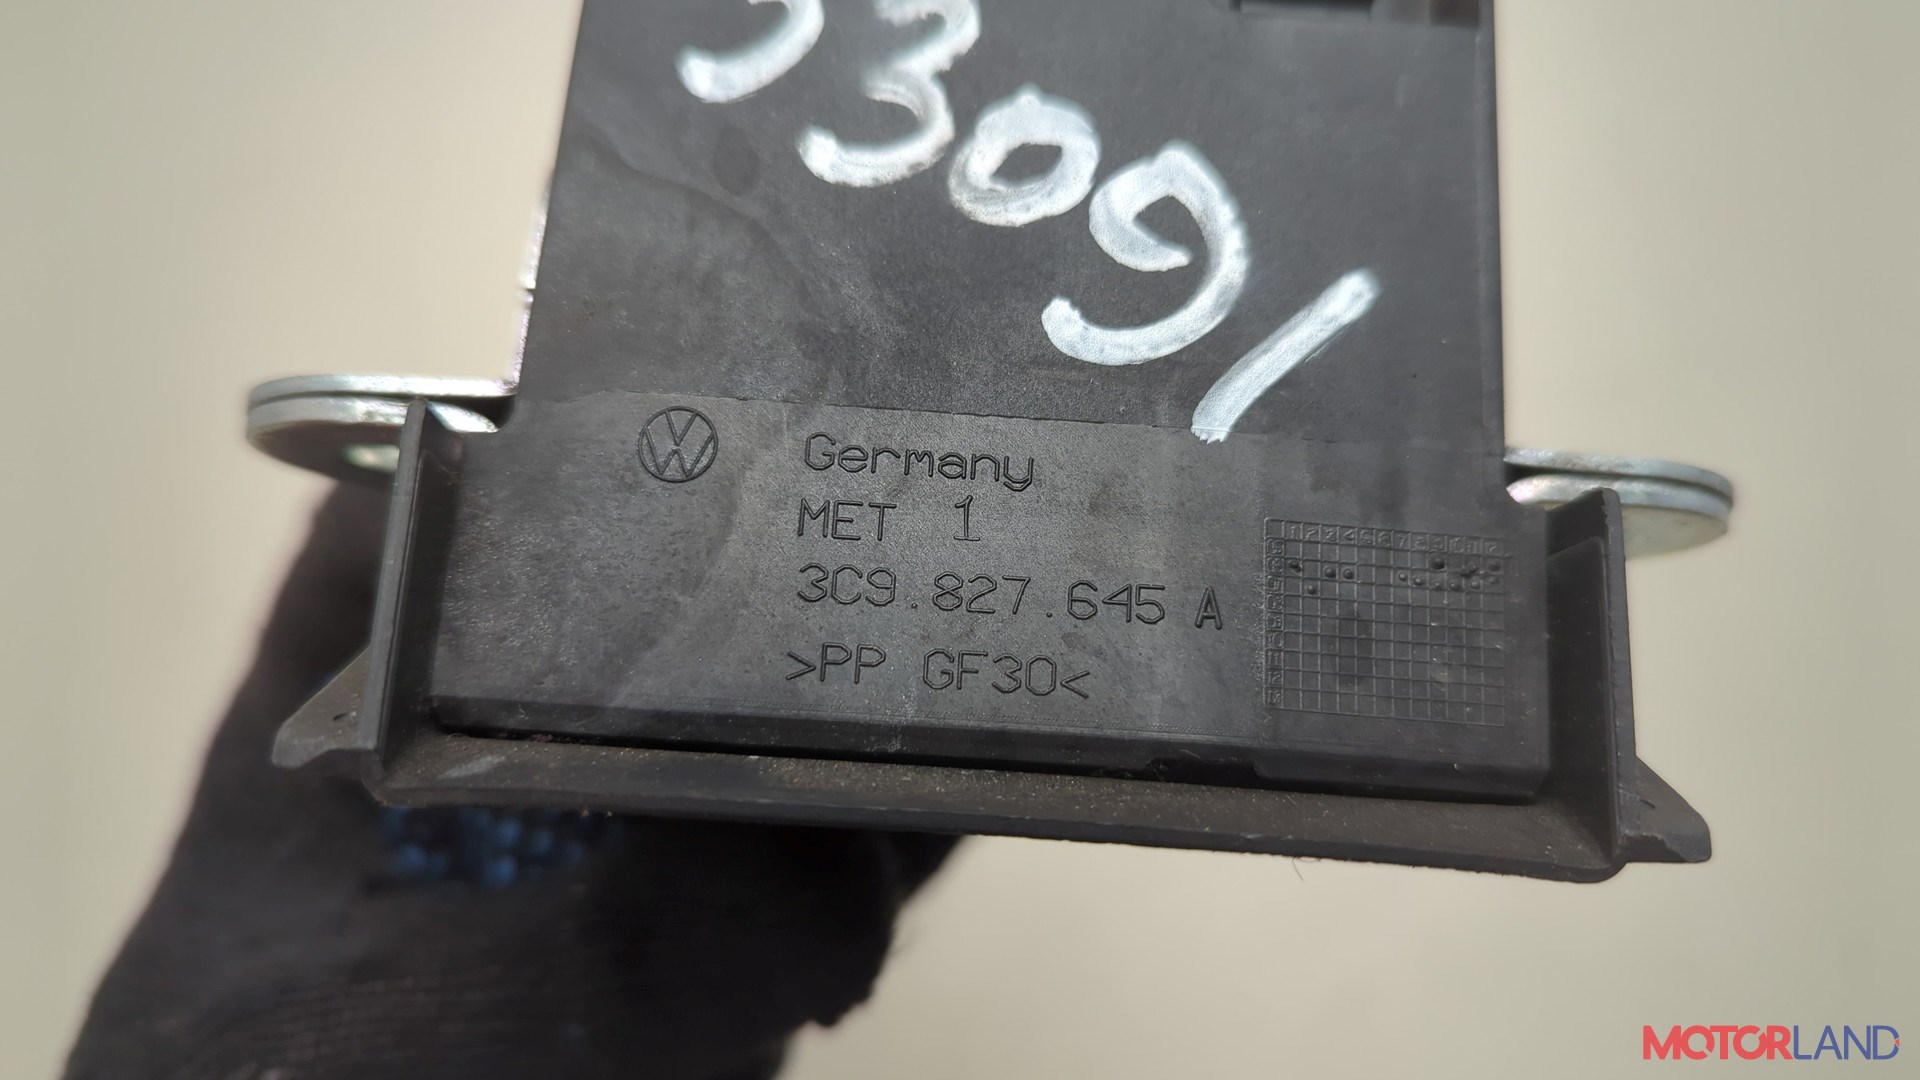 33091
Germany
MET 1
3C9.827.645 A
>PP GF30<
MOTORLAND